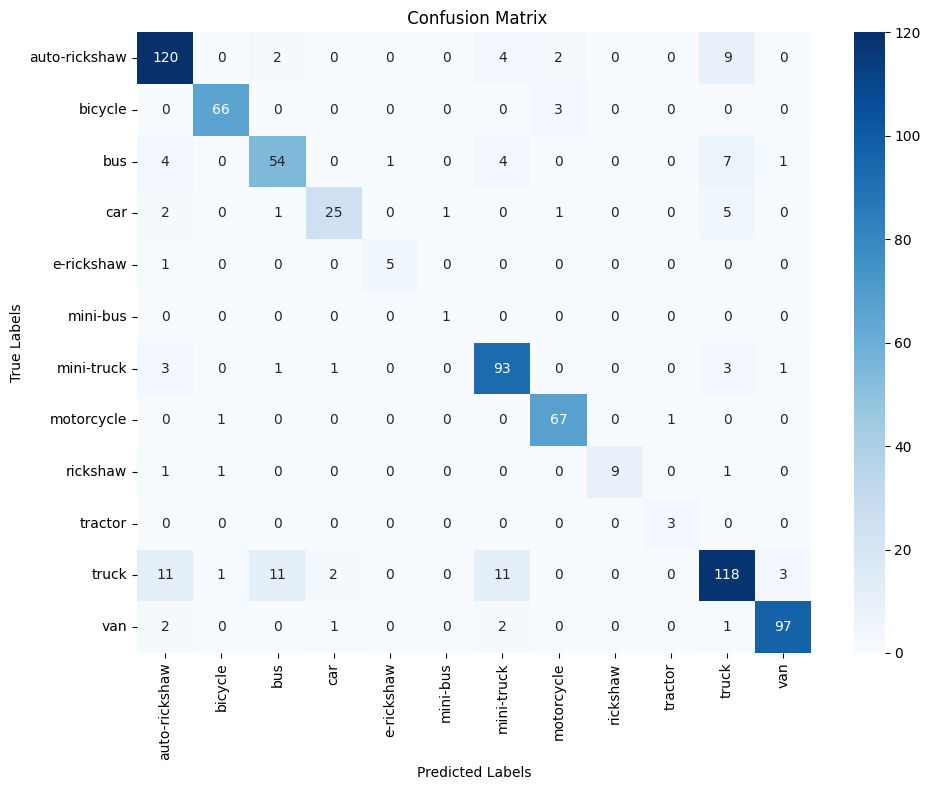 Confusion Matrix
True Labels
auto-rickshaw 120 0 2 0 0 0 4 2 0 0 9 0
bicycle 0 66 0 0 0 0 0 3 0 0 0 0
bus 4 0 54 0 1 0 4 0 0 0 7 1
car 2 0 1 25 0 1 0 1 0 0 5 0
e-rickshaw 1 0 0 0 5 0 0 0 0 0 0 0
mini-bus 0 0 0 0 0 1 0 0 0 0 0 0
mini-truck 3 0 1 1 0 0 93 0 0 0 3 1
motorcycle 0 1 0 0 0 0 0 67 0 1 0 0
rickshaw 1 1 0 0 0 0 0 0 9 0 1 0
tractor 0 0 0 0 0 0 0 0 0 3 0 0
truck 11 1 11 2 0 0 11 0 0 0 118 3
van 2 0 0 1 0 0 2 0 0 0 1 97
auto-rickshaw bicycle bus car e-rickshaw mini-bus mini-truck motorcycle rickshaw tractor truck van
Predicted Labels
120
100
80
60
40
20
0